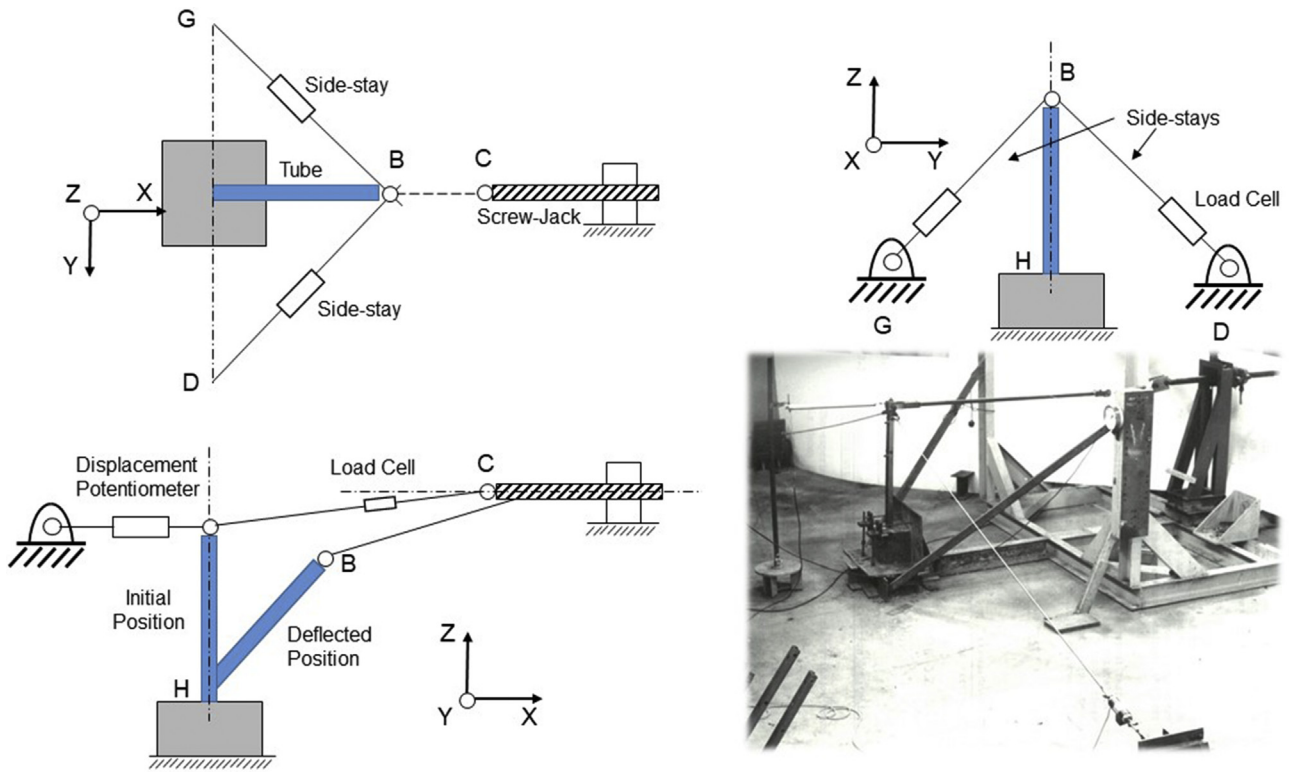 G
Side-stay
Tube
B
C
Z
X
Screw-Jack
Y
Side-stay
D
Z
B
Side-stays
X
Y
Load Cell
H
G
D
Displacement
Potentiometer
Load Cell
C
B
Initial
Position
Deflected
Position
Z
H
Y
X